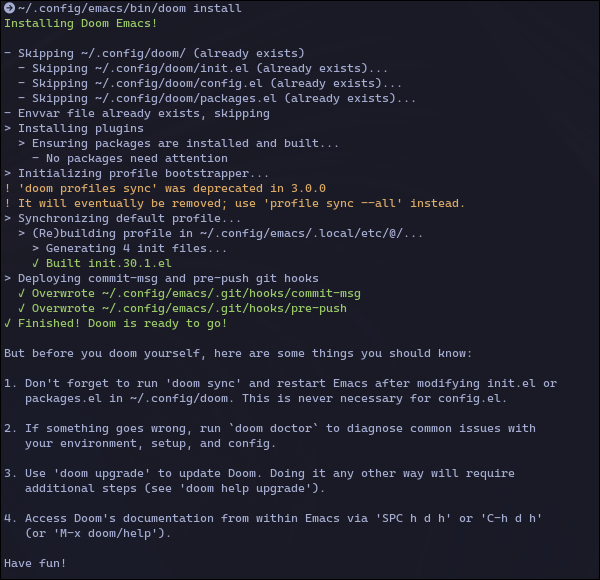 ~/.config/emacs/bin/doom install
Installing Doom Emacs!
- Skipping ~/.config/doom/ (already exists)
- Skipping ~/.config/doom/init.el (already exists)...
- Skipping ~/.config/doom/config.el (already exists)...
- Skipping ~/.config/doom/packages.el (already exists)...
- Envvar file already exists, skipping
> Installing plugins
> Ensuring packages are installed and built...
- No packages need attention
> Initializing profile bootstrapper...
! 'doom profiles sync' was deprecated in 3.0.0
! It will eventually be removed; use 'profile sync --all' instead.
> Synchronizing default profile...
> (Re)building profile in ~/.config/emacs/.local/etc/@/...
> Generating 4 init files...
✓ Built init.30.1.el
> Deploying commit-msg and pre-push git hooks
✓ Overwrote ~/.config/emacs/.git/hooks/commit-msg
✓ Overwrote ~/.config/emacs/.git/hooks/pre-push
✓ Finished! Doom is ready to go!
But before you doom yourself, here are some things you should know:
1. Don't forget to run 'doom sync' and restart Emacs after modifying init.el or
packages.el in ~/.config/doom. This is never necessary for config.el.
2. If something goes wrong, run `doom doctor` to diagnose common issues with
your environment, setup, and config.
3. Use 'doom upgrade' to update Doom. Doing it any other way will require
additional steps (see 'doom help upgrade').
4. Access Doom's documentation from within Emacs via 'SPC h d h' or 'C-h d h'
(or 'M-x doom/help').
Have fun!